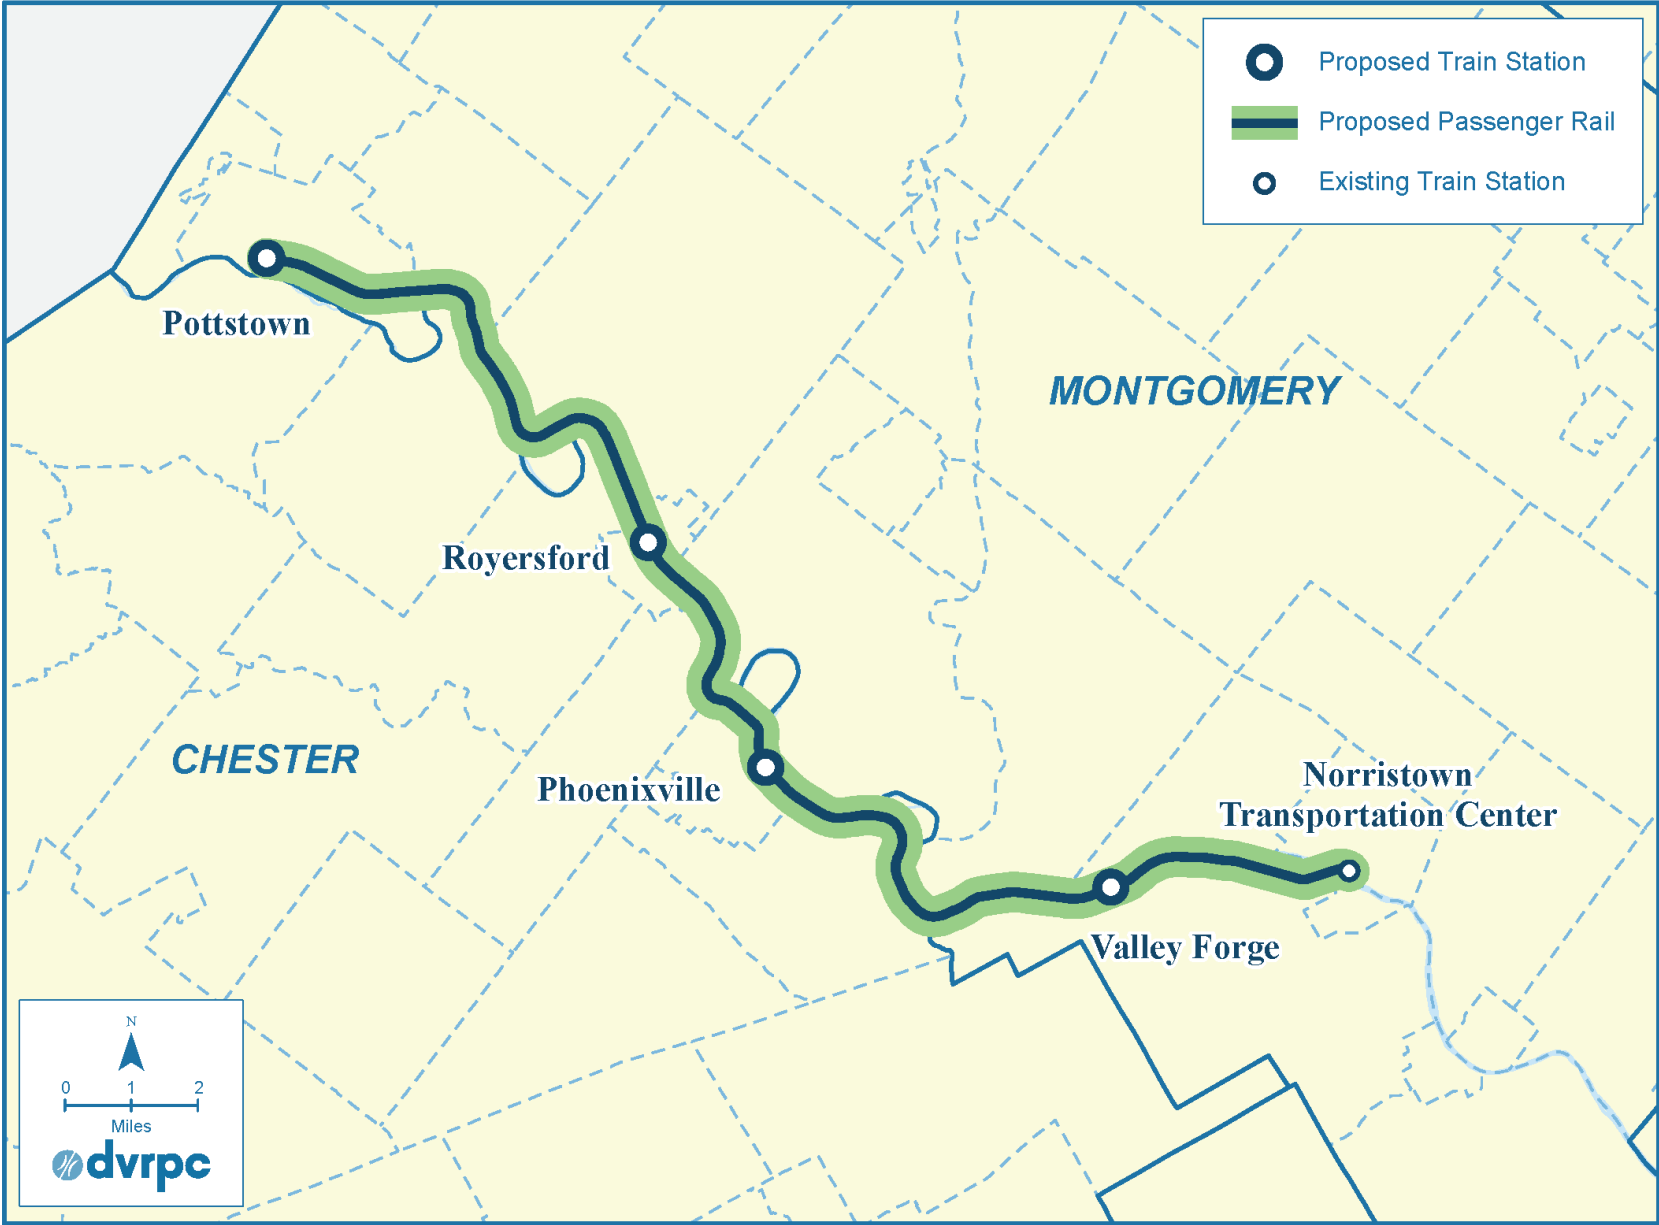 Proposed Train Station
Proposed Passenger Rail
Existing Train Station
Pottstown
MONTGOMERY
Royersford
CHESTER
Phoenixville
Norristown
Transportation Center
Valley Forge
N
0 1 2
Miles
dvrpc